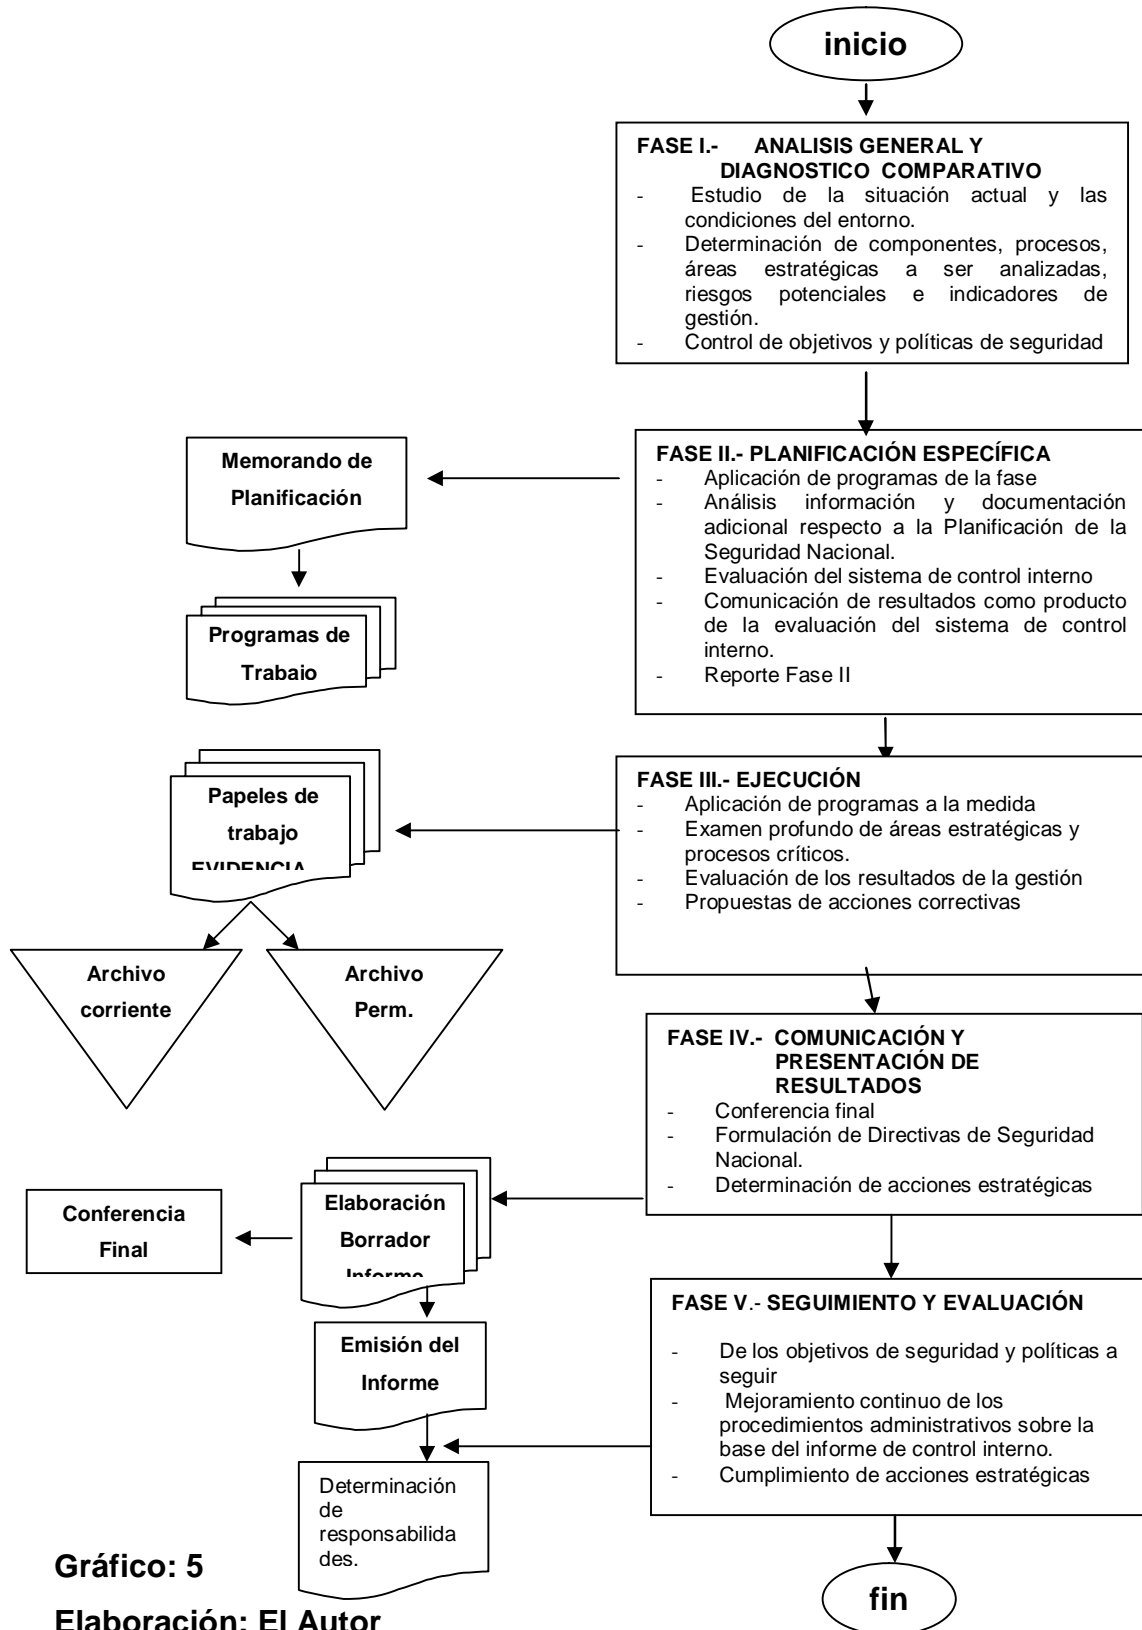 inicio
FASE I.- ANALISIS GENERAL Y
DIAGNOSTICO COMPARATIVO
- Estudio de la situación actual y las
condiciones del entorno.
- Determinación de componentes, procesos,
áreas estratégicas a ser analizadas,
riesgos potenciales e indicadores de
gestión.
- Control de objetivos y políticas de seguridad
Memorando de
Planificación
FASE II.- PLANIFICACIÓN ESPECÍFICA
- Aplicación de programas de la fase
- Análisis información y documentación
adicional respecto a la Planificación de la
Seguridad Nacional.
- Evaluación del sistema de control interno
- Comunicación de resultados como producto
de la evaluación del sistema de control
interno.
- Reporte Fase II
Programas de
Trabajo
Papeles de
trabajo
EVIDENCIA
FASE III.- EJECUCIÓN
- Aplicación de programas a la medida
- Examen profundo de áreas estratégicas y
procesos críticos.
- Evaluación de los resultados de la gestión
- Propuestas de acciones correctivas
Archivo
corriente
Archivo
Perm.
FASE IV.- COMUNICACIÓN Y
PRESENTACIÓN DE
RESULTADOS
- Conferencia final
- Formulación de Directivas de Seguridad
Nacional.
- Determinación de acciones estratégicas
Conferencia
Final
Elaboración
Borrador
Informe
FASE V.- SEGUIMIENTO Y EVALUACIÓN
- De los objetivos de seguridad y políticas a
seguir
- Mejoramiento continuo de los
procedimientos administrativos sobre la
base del informe de control interno.
- Cumplimiento de acciones estratégicas
Emisión del
Informe
Determinación
de
responsabilida
des.
fin
Gráfico: 5
Elaboración: El Autor